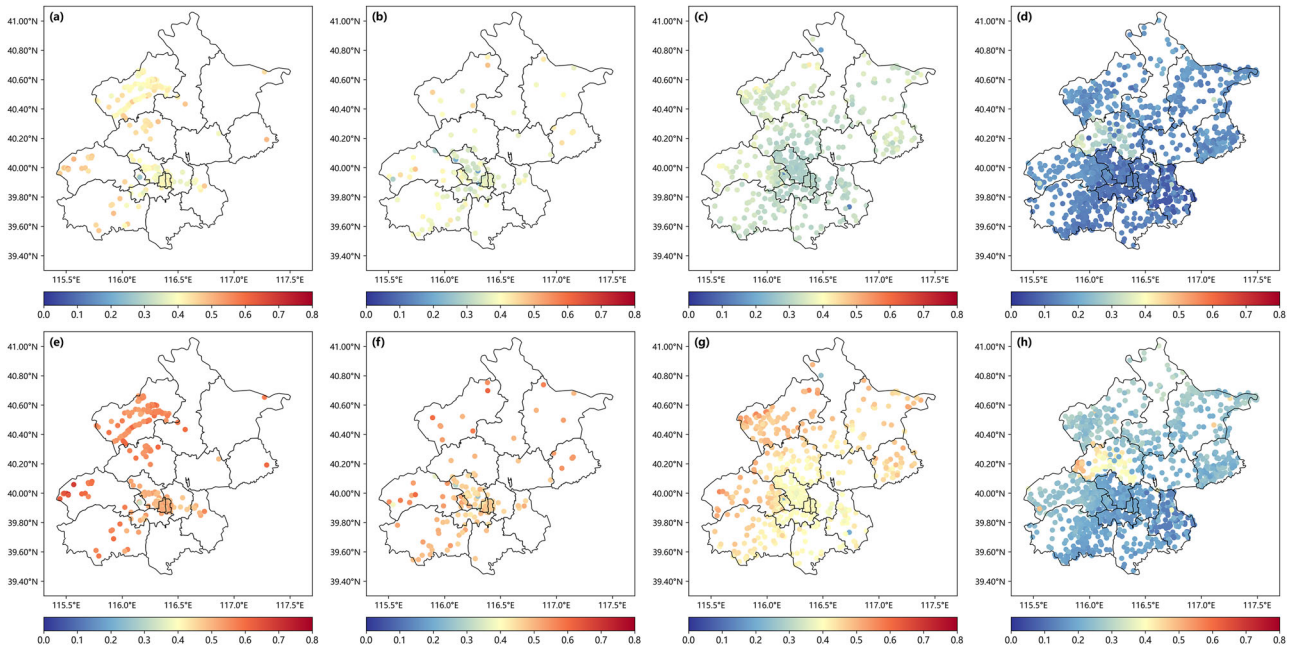 (a) (b) (c) (d)
41.00°N 41.00°N 41.00°N 41.00°N
40.80°N 40.80°N 40.80°N 40.80°N
40.60°N 40.60°N 40.60°N 40.60°N
40.40°N 40.40°N 40.40°N 40.40°N
40.20°N 40.20°N 40.20°N 40.20°N
40.00°N 40.00°N 40.00°N 40.00°N
39.80°N 39.80°N 39.80°N 39.80°N
39.60°N 39.60°N 39.60°N 39.60°N
39.40°N 39.40°N 39.40°N 39.40°N
115.5°E 116.0°E 116.5°E 117.0°E 117.5°E 115.5°E 116.0°E 116.5°E 117.0°E 117.5°E 115.5°E 116.0°E 116.5°E 117.0°E 117.5°E 115.5°E 116.0°E 116.5°E 117.0°E 117.5°E
0.0 0.1 0.2 0.3 0.4 0.5 0.6 0.7 0.8 0.0 0.1 0.2 0.3 0.4 0.5 0.6 0.7 0.8 0.0 0.1 0.2 0.3 0.4 0.5 0.6 0.7 0.8 0.0 0.1 0.2 0.3 0.4 0.5 0.6 0.7 0.8
(e) (f) (g) (h)
41.00°N 41.00°N 41.00°N 41.00°N
40.80°N 40.80°N 40.80°N 40.80°N
40.60°N 40.60°N 40.60°N 40.60°N
40.40°N 40.40°N 40.40°N 40.40°N
40.20°N 40.20°N 40.20°N 40.20°N
40.00°N 40.00°N 40.00°N 40.00°N
39.80°N 39.80°N 39.80°N 39.80°N
39.60°N 39.60°N 39.60°N 39.60°N
39.40°N 39.40°N 39.40°N 39.40°N
115.5°E 116.0°E 116.5°E 117.0°E 117.5°E 115.5°E 116.0°E 116.5°E 117.0°E 117.5°E 115.5°E 116.0°E 116.5°E 117.0°E 117.5°E 115.5°E 116.0°E 116.5°E 117.0°E 117.5°E
0.0 0.1 0.2 0.3 0.4 0.5 0.6 0.7 0.8 0.0 0.1 0.2 0.3 0.4 0.5 0.6 0.7 0.8 0.0 0.1 0.2 0.3 0.4 0.5 0.6 0.7 0.8 0.0 0.1 0.2 0.3 0.4 0.5 0.6 0.7 0.8